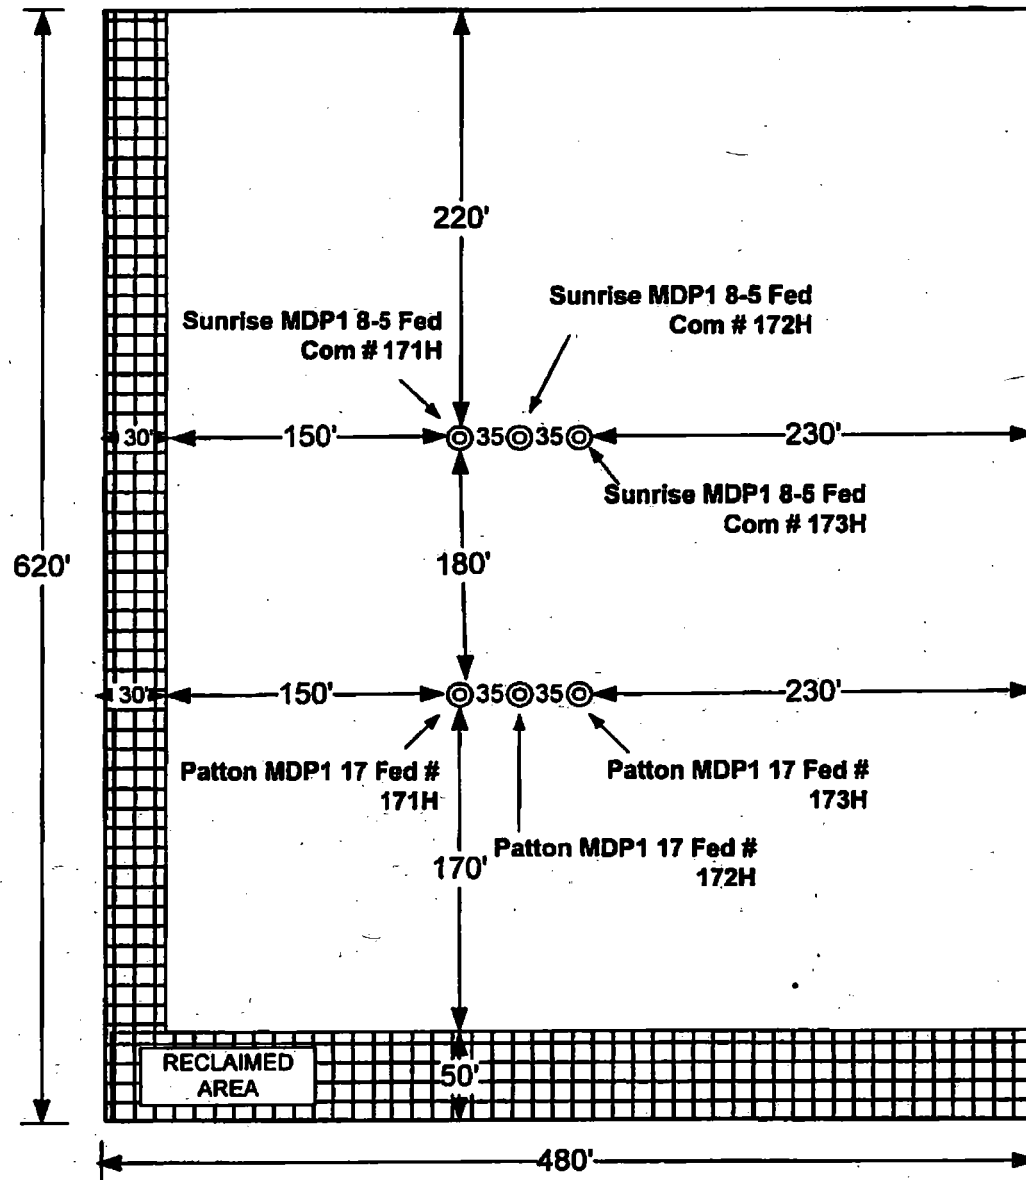 220'
Sunrise MDP1 8-5 Fed
Com # 172H
Sunrise MDP1 8-5 Fed
Com # 171H
30'
150'
35
35
230'
Sunrise MDP1 8-5 Fed
Com # 173H
620'
180'
30'
150'
35
35
230'
Patton MDP1 17 Fed #
171H
Patton MDP1 17 Fed #
173H
Patton MDP1 17 Fed #
172H
170'
RECLAIMED
AREA
50'
480'